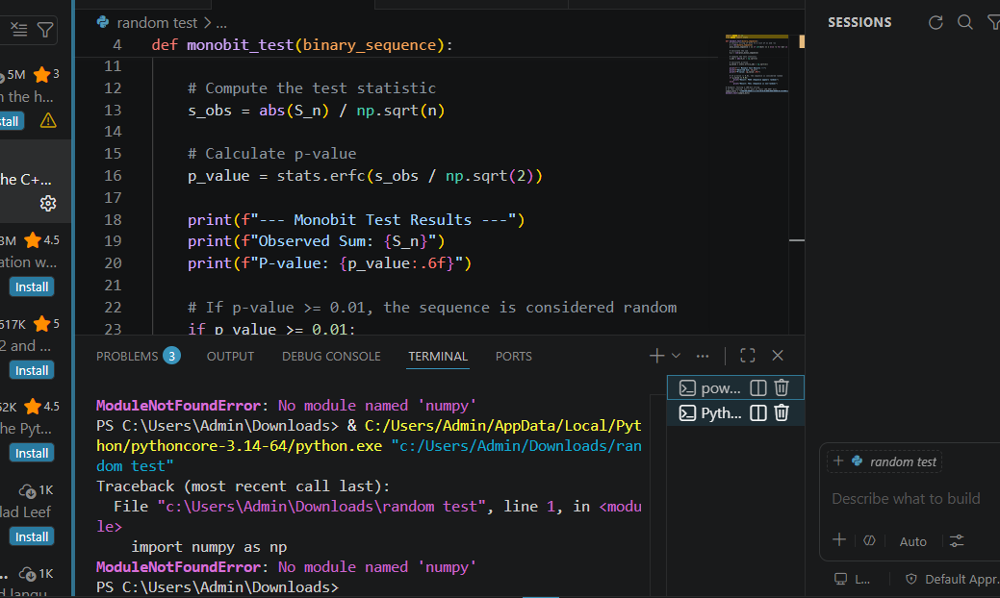 5M 3
n the h...
tall
he C+...
3M 4.5
ation w...
Install
517K 5
2 and ...
Install
52K 4.5
he Pyt...
Install
1K
lad Leef
Install
1K
random test > ...
4 def monobit_test(binary_sequence):
11
12 # Compute the test statistic
13 s_obs = abs(S_n) / np.sqrt(n)
14
15 # Calculate p-value
16 p_value = stats.erfc(s_obs / np.sqrt(2))
17
18 print(f"--- Monobit Test Results ---")
19 print(f"Observed Sum: {S_n}")
20 print(f"P-value: {p_value:.6f}")
21
22 # If p-value >= 0.01, the sequence is considered random
23 if p_value >= 0.01:
PROBLEMS 3 OUTPUT DEBUG CONSOLE TERMINAL PORTS
ModuleNotFoundError: No module named 'numpy'
PS C:\Users\Admin\Downloads> & C:/Users/Admin/AppData/Local/Pyt
hon/pythoncore-3.14-64/python.exe "c:/Users/Admin/Downloads/ran
dom test"
Traceback (most recent call last):
File "c:\Users\Admin\Downloads\random test", line 1, in <modu
le>
import numpy as np
ModuleNotFoundError: No module named 'numpy'
PS C:\Users\Admin\Downloads>
pow...
Pyth...
SESSIONS
random test
Describe what to build
Auto
L...
Default Appr.